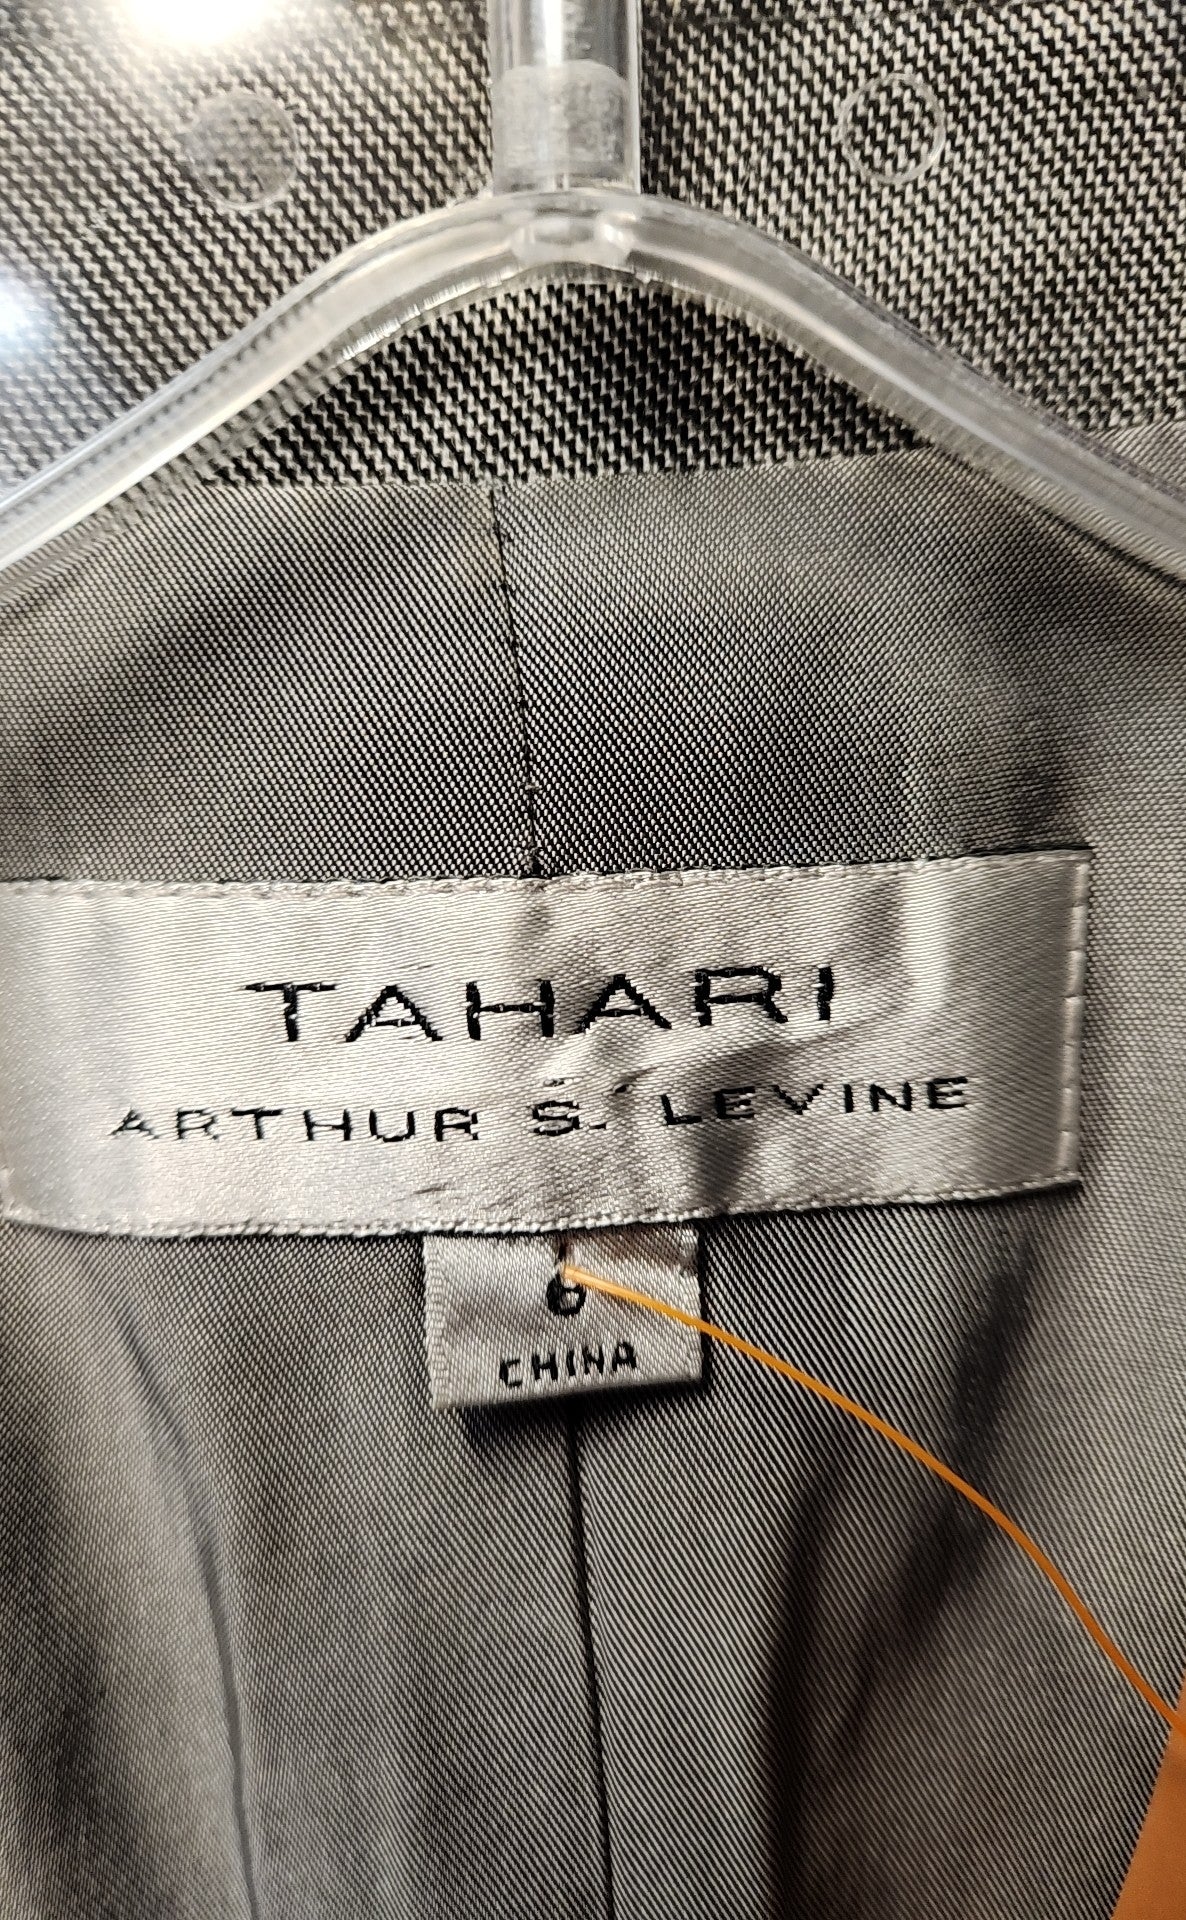 TAHARI
ARTHUR S. LEVINE
6
CHINA